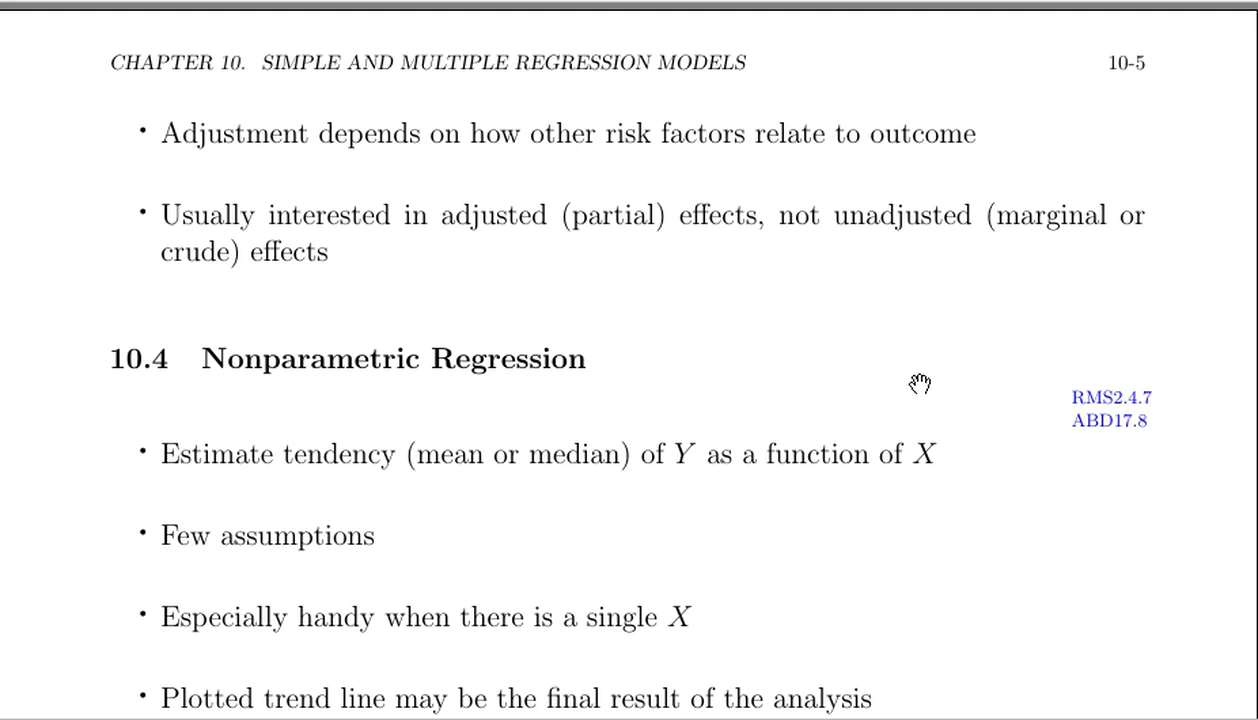 CHAPTER 10. SIMPLE AND MULTIPLE REGRESSION MODELS 10-5
• Adjustment depends on how other risk factors relate to outcome
• Usually interested in adjusted (partial) effects, not unadjusted (marginal or
crude) effects
10.4 Nonparametric Regression
RMS2.4.7
ABD17.8
• Estimate tendency (mean or median) of Y as a function of X
• Few assumptions
• Especially handy when there is a single X
• Plotted trend line may be the final result of the analysis